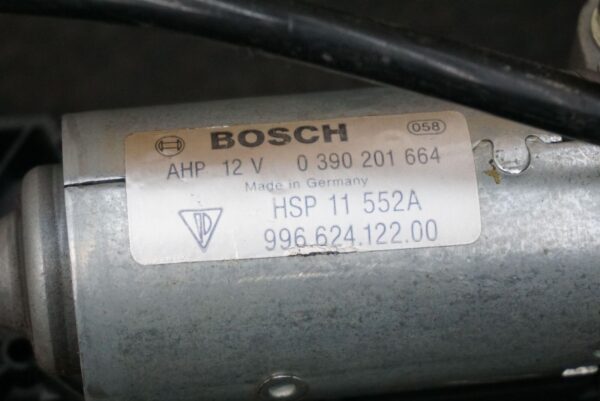 BOSCH 058
AHP 12 V 0 390 201 664
Made in Germany
HSP 11 552A
996.624.122.00